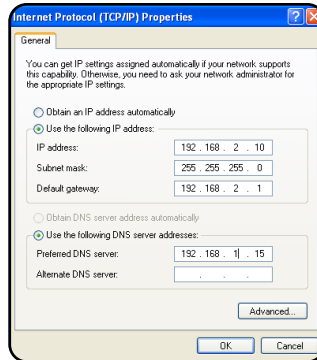 Internet Protocol (TCP/IP) Properties
General
You can get IP settings assigned automatically if your network supports
this capability. Otherwise, you need to ask your network administrator for
the appropriate IP settings.
Obtain an IP address automatically
Use the following IP address:
IP address: 192 . 168 . 2 . 10
Subnet mask: 255 . 255 . 255 . 0
Default gateway: 192 . 168 . 2 . 1
Obtain DNS server address automatically
Use the following DNS server addresses:
Preferred DNS server: 192 . 168 . 1 . 15
Alternate DNS server: . . .
Advanced...
OK Cancel